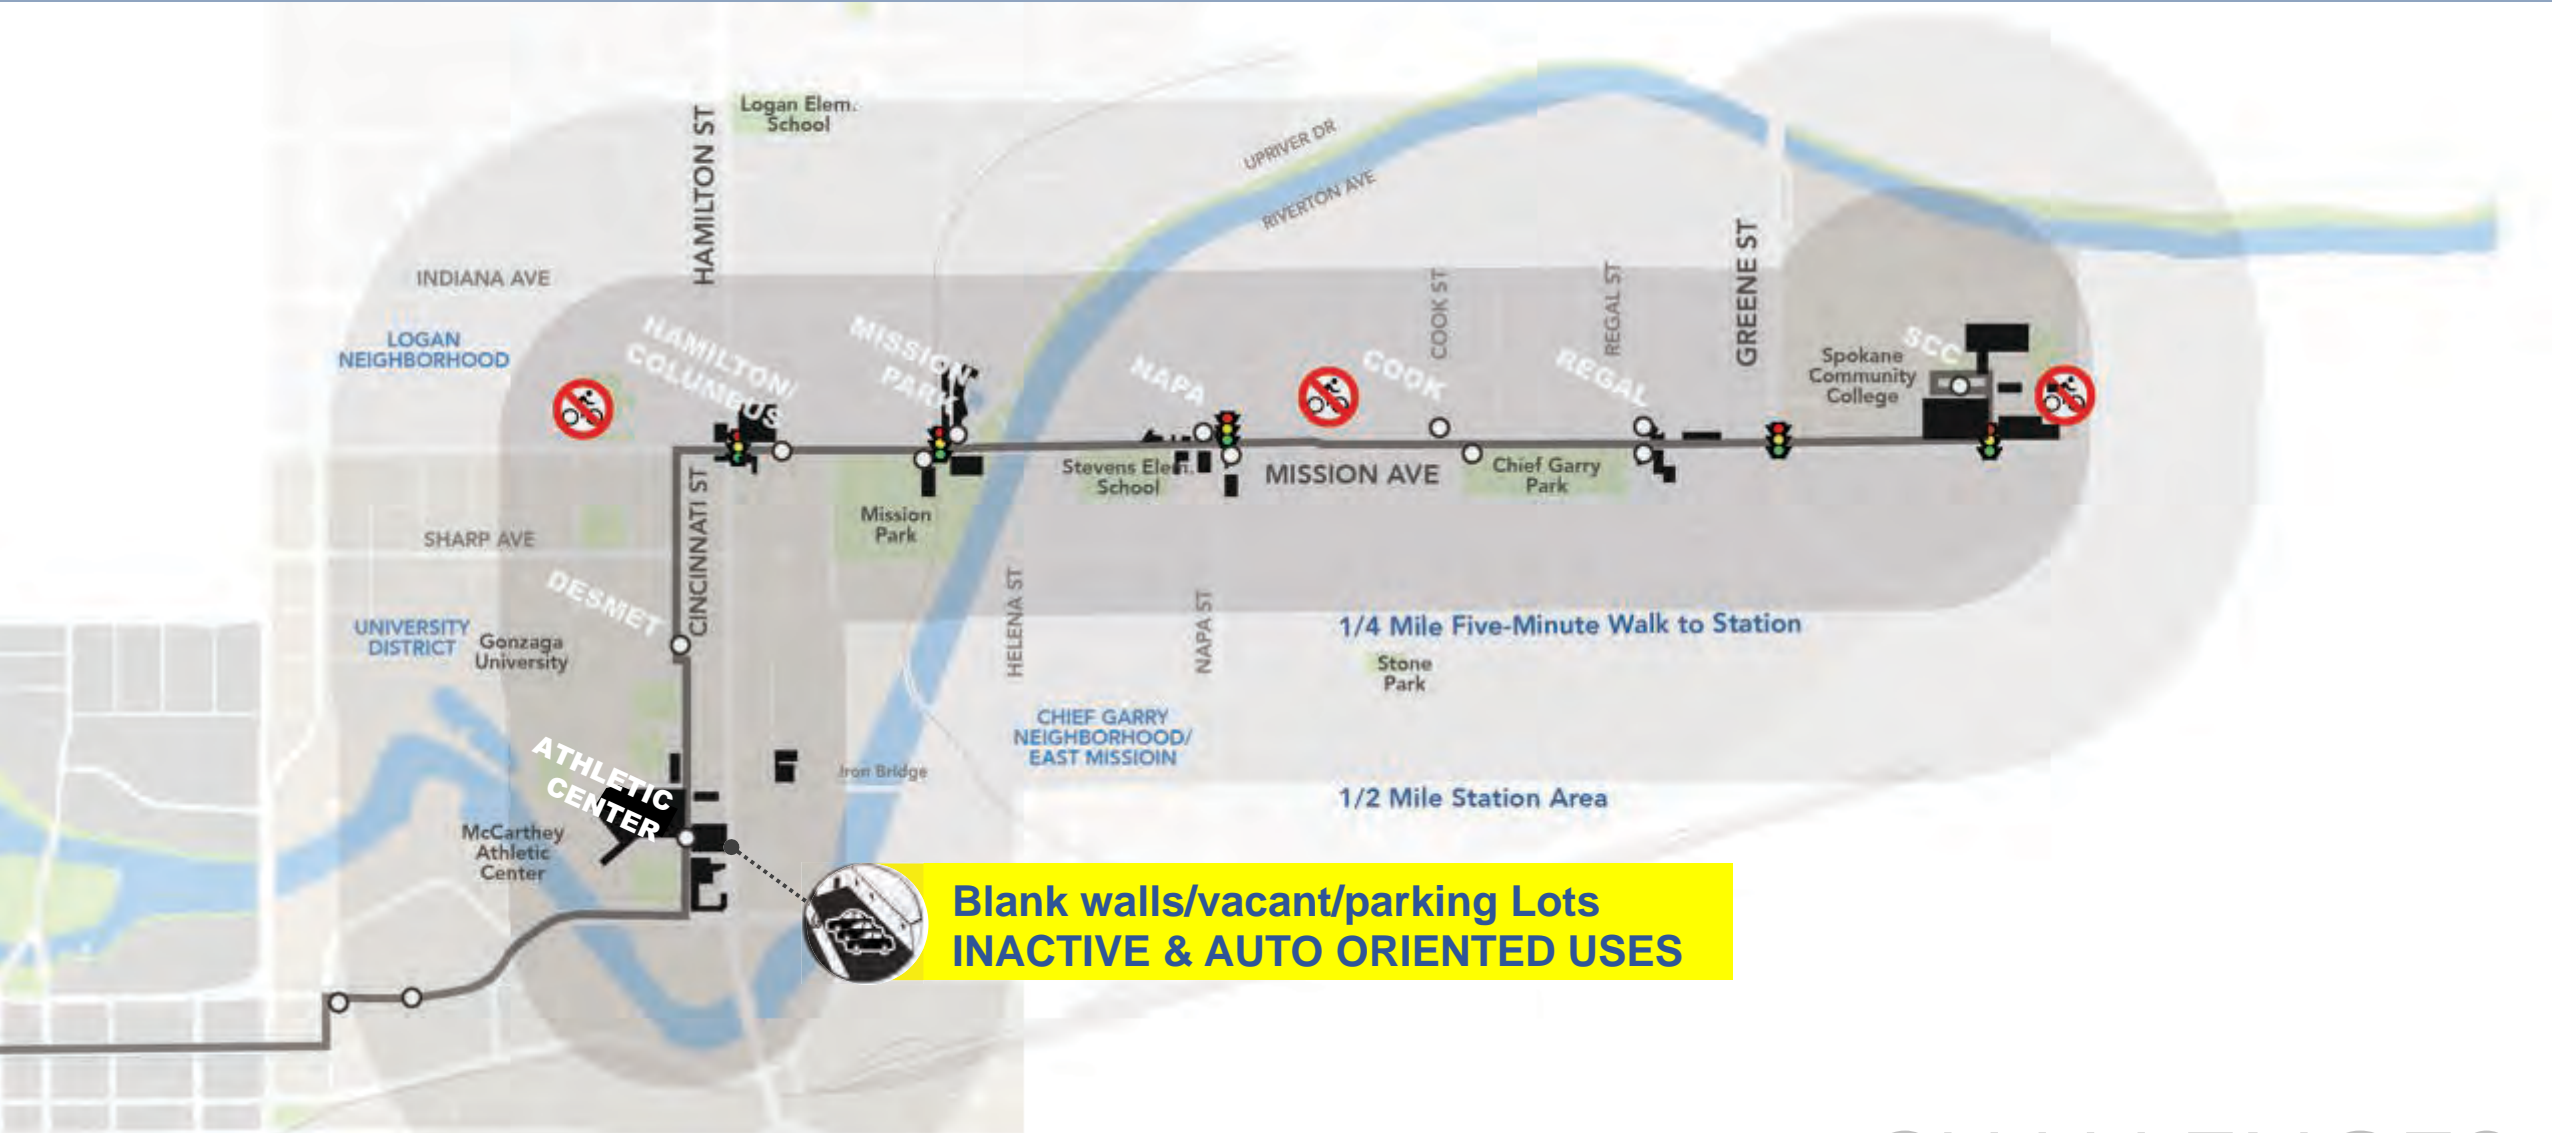 Logan Elem.
School
HAMILTON ST
UPRIVER DR
RIVERTON AVE
INDIANA AVE
LOGAN
NEIGHBORHOOD
HAMILTON/
COLUMBUS
MISSION
PARK
NAPA
COOK
COOK ST
REGAL
REGAL ST
GREENE ST
SCC
Spokane
Community
College
Stevens Elem.
School
MISSION AVE
Chief Garry
Park
Mission
Park
SHARP AVE
CINCINNATI ST
DESMET
UNIVERSITY
DISTRICT
Gonzaga
University
HELENA ST
NAPA ST
1/4 Mile Five-Minute Walk to Station
Stone
Park
CHIEF GARRY
NEIGHBORHOOD/
EAST MISSIOIN
Iron Bridge
1/2 Mile Station Area
ATHLETIC
CENTER
McCarthey
Athletic
Center
Blank walls/vacant/parking Lots
INACTIVE & AUTO ORIENTED USES